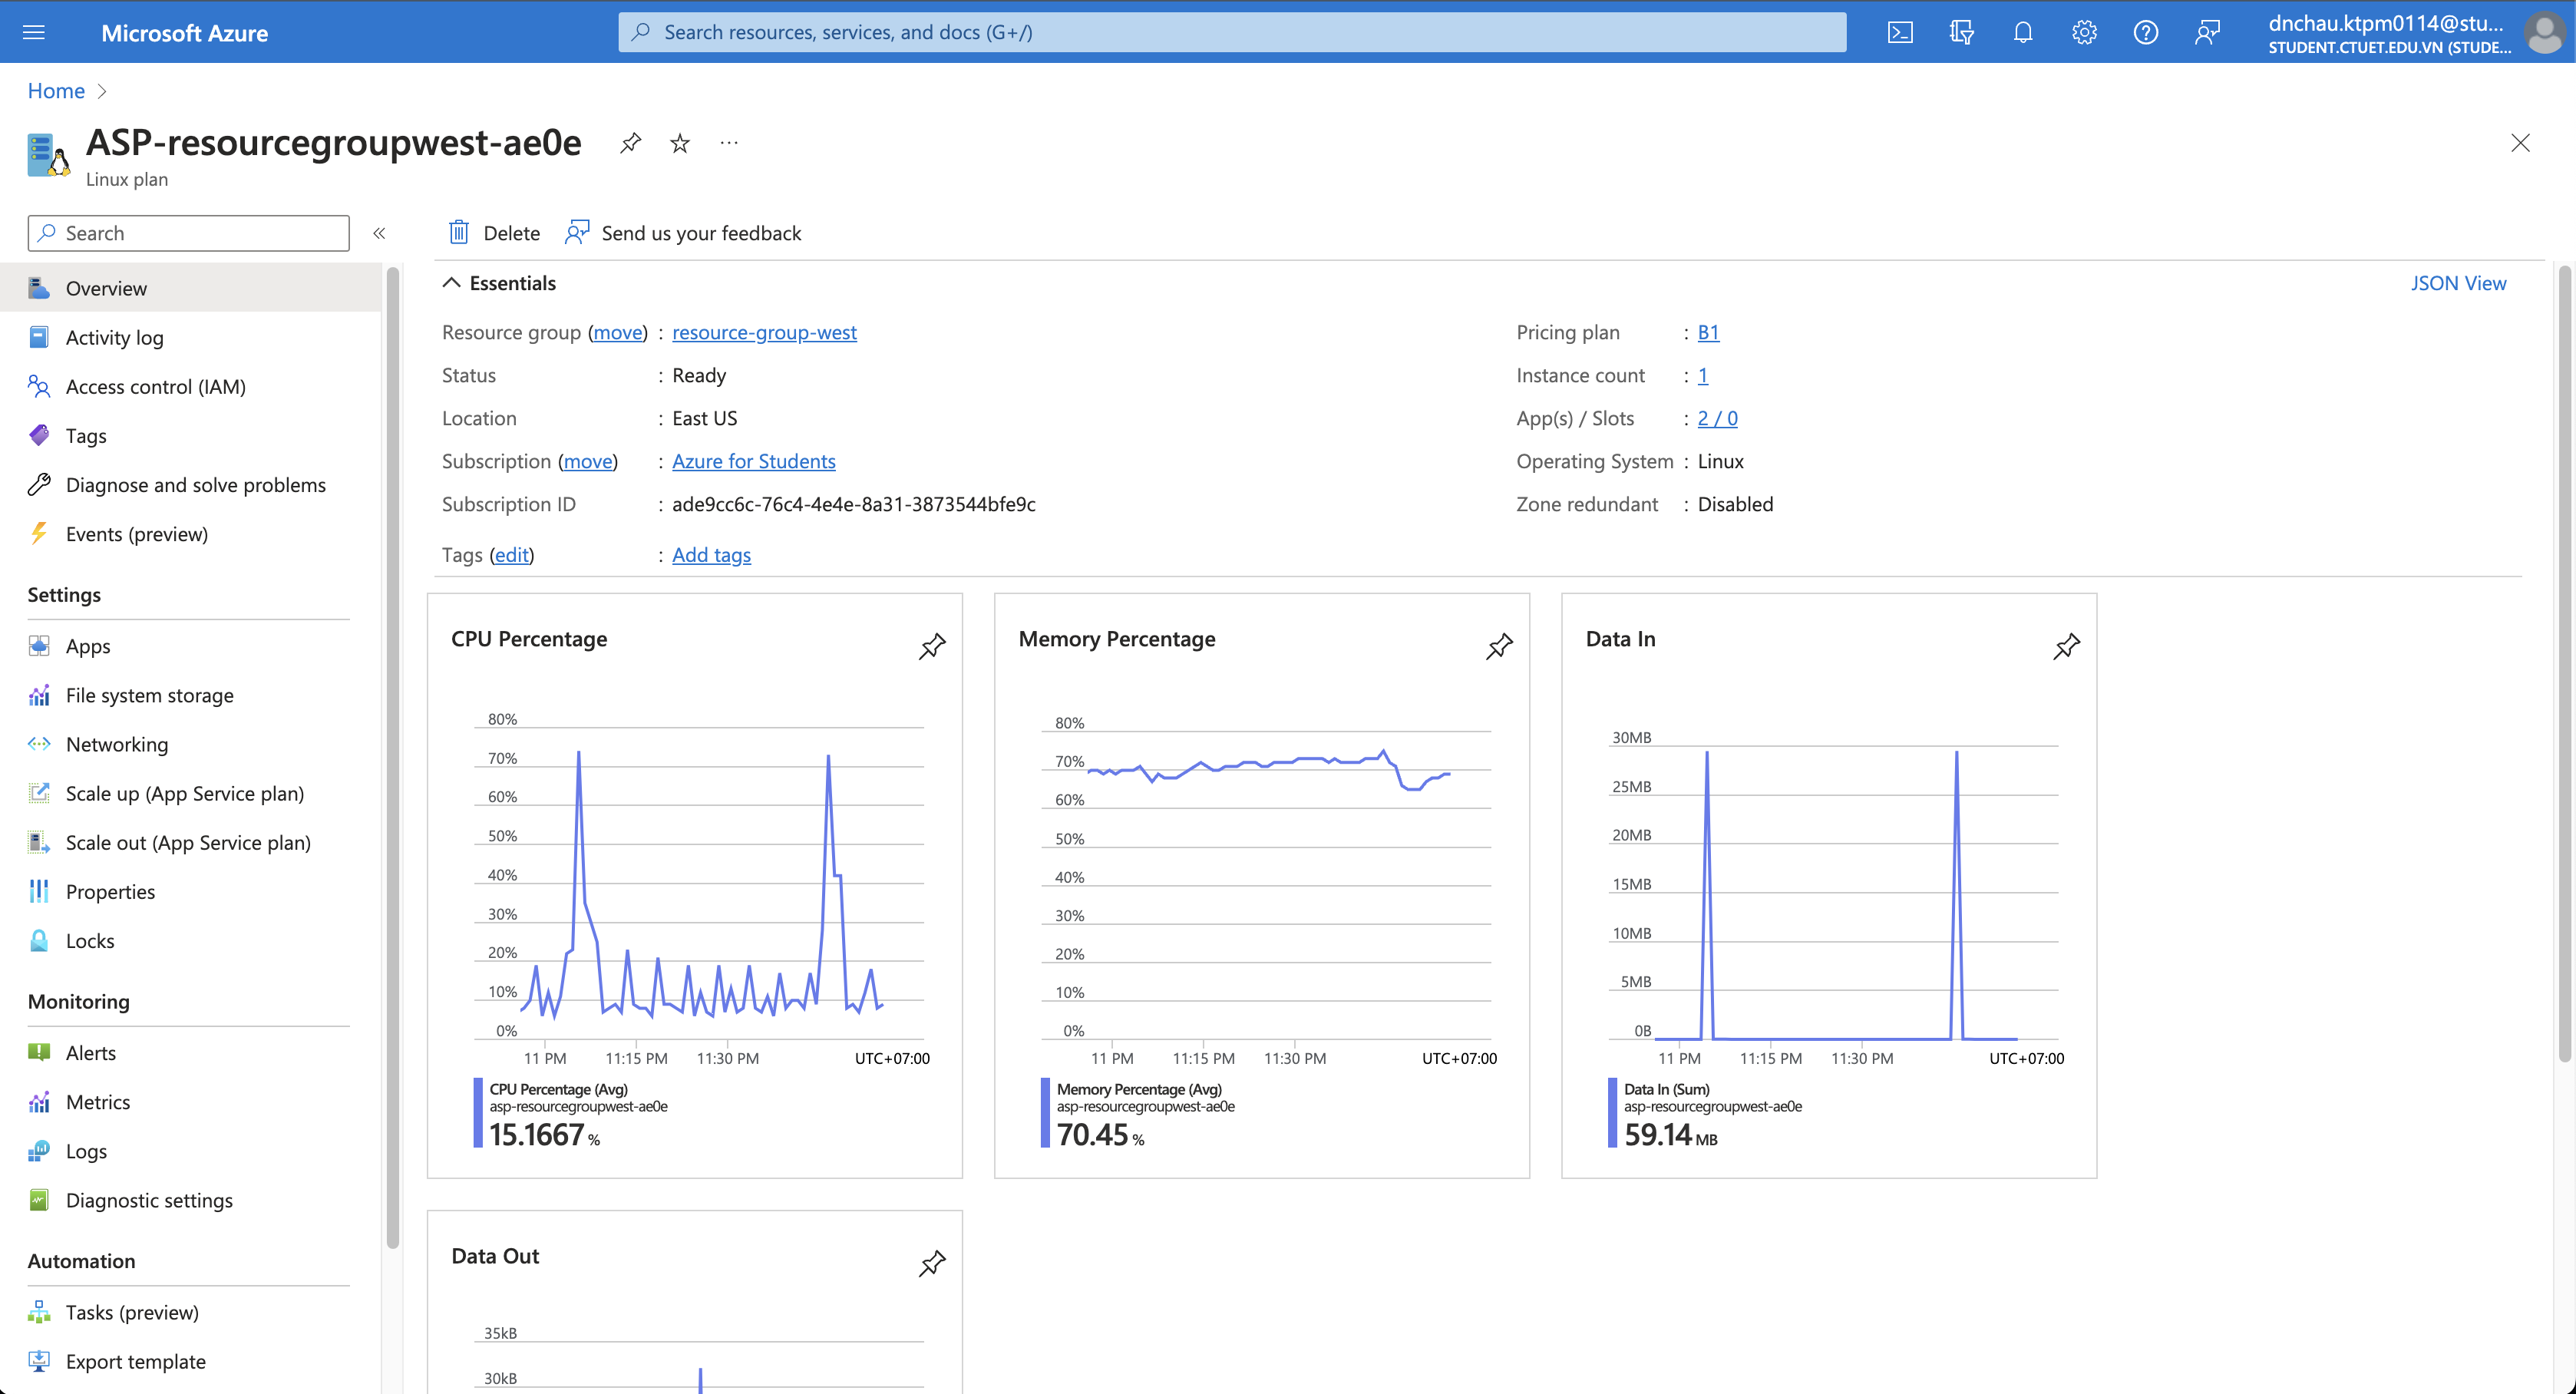 Microsoft Azure
Search resources, services, and docs (G+/)
dnchau.ktpm0114@stu...
STUDENT.CTUET.EDU.VN (STUDE...
Home
ASP-resourcegroupwest-ae0e
Linux plan
Search
Overview
Activity log
Access control (IAM)
Tags
Diagnose and solve problems
Events (preview)
Settings
Apps
File system storage
Networking
Scale up (App Service plan)
Scale out (App Service plan)
Properties
Locks
Monitoring
Alerts
Metrics
Logs
Diagnostic settings
Automation
Tasks (preview)
Export template
Delete
Send us your feedback
Essentials
JSON View
Resource group (move) : resource-group-west
Status : Ready
Location : East US
Subscription (move) : Azure for Students
Subscription ID : ade9cc6c-76c4-4e4e-8a31-3873544bfe9c
Tags (edit) : Add tags
Pricing plan : B1
Instance count : 1
App(s) / Slots : 2 / 0
Operating System : Linux
Zone redundant : Disabled
CPU Percentage
80%
70%
60%
50%
40%
30%
20%
10%
0%
11 PM 11:15 PM 11:30 PM UTC+07:00
CPU Percentage (Avg)
asp-resourcegroupwest-ae0e
15.1667 %
Memory Percentage
80%
70%
60%
50%
40%
30%
20%
10%
0%
11 PM 11:15 PM 11:30 PM UTC+07:00
Memory Percentage (Avg)
asp-resourcegroupwest-ae0e
70.45 %
Data In
30MB
25MB
20MB
15MB
10MB
5MB
0B
11 PM 11:15 PM 11:30 PM UTC+07:00
Data In (Sum)
asp-resourcegroupwest-ae0e
59.14 MB
Data Out
35kB
30kB